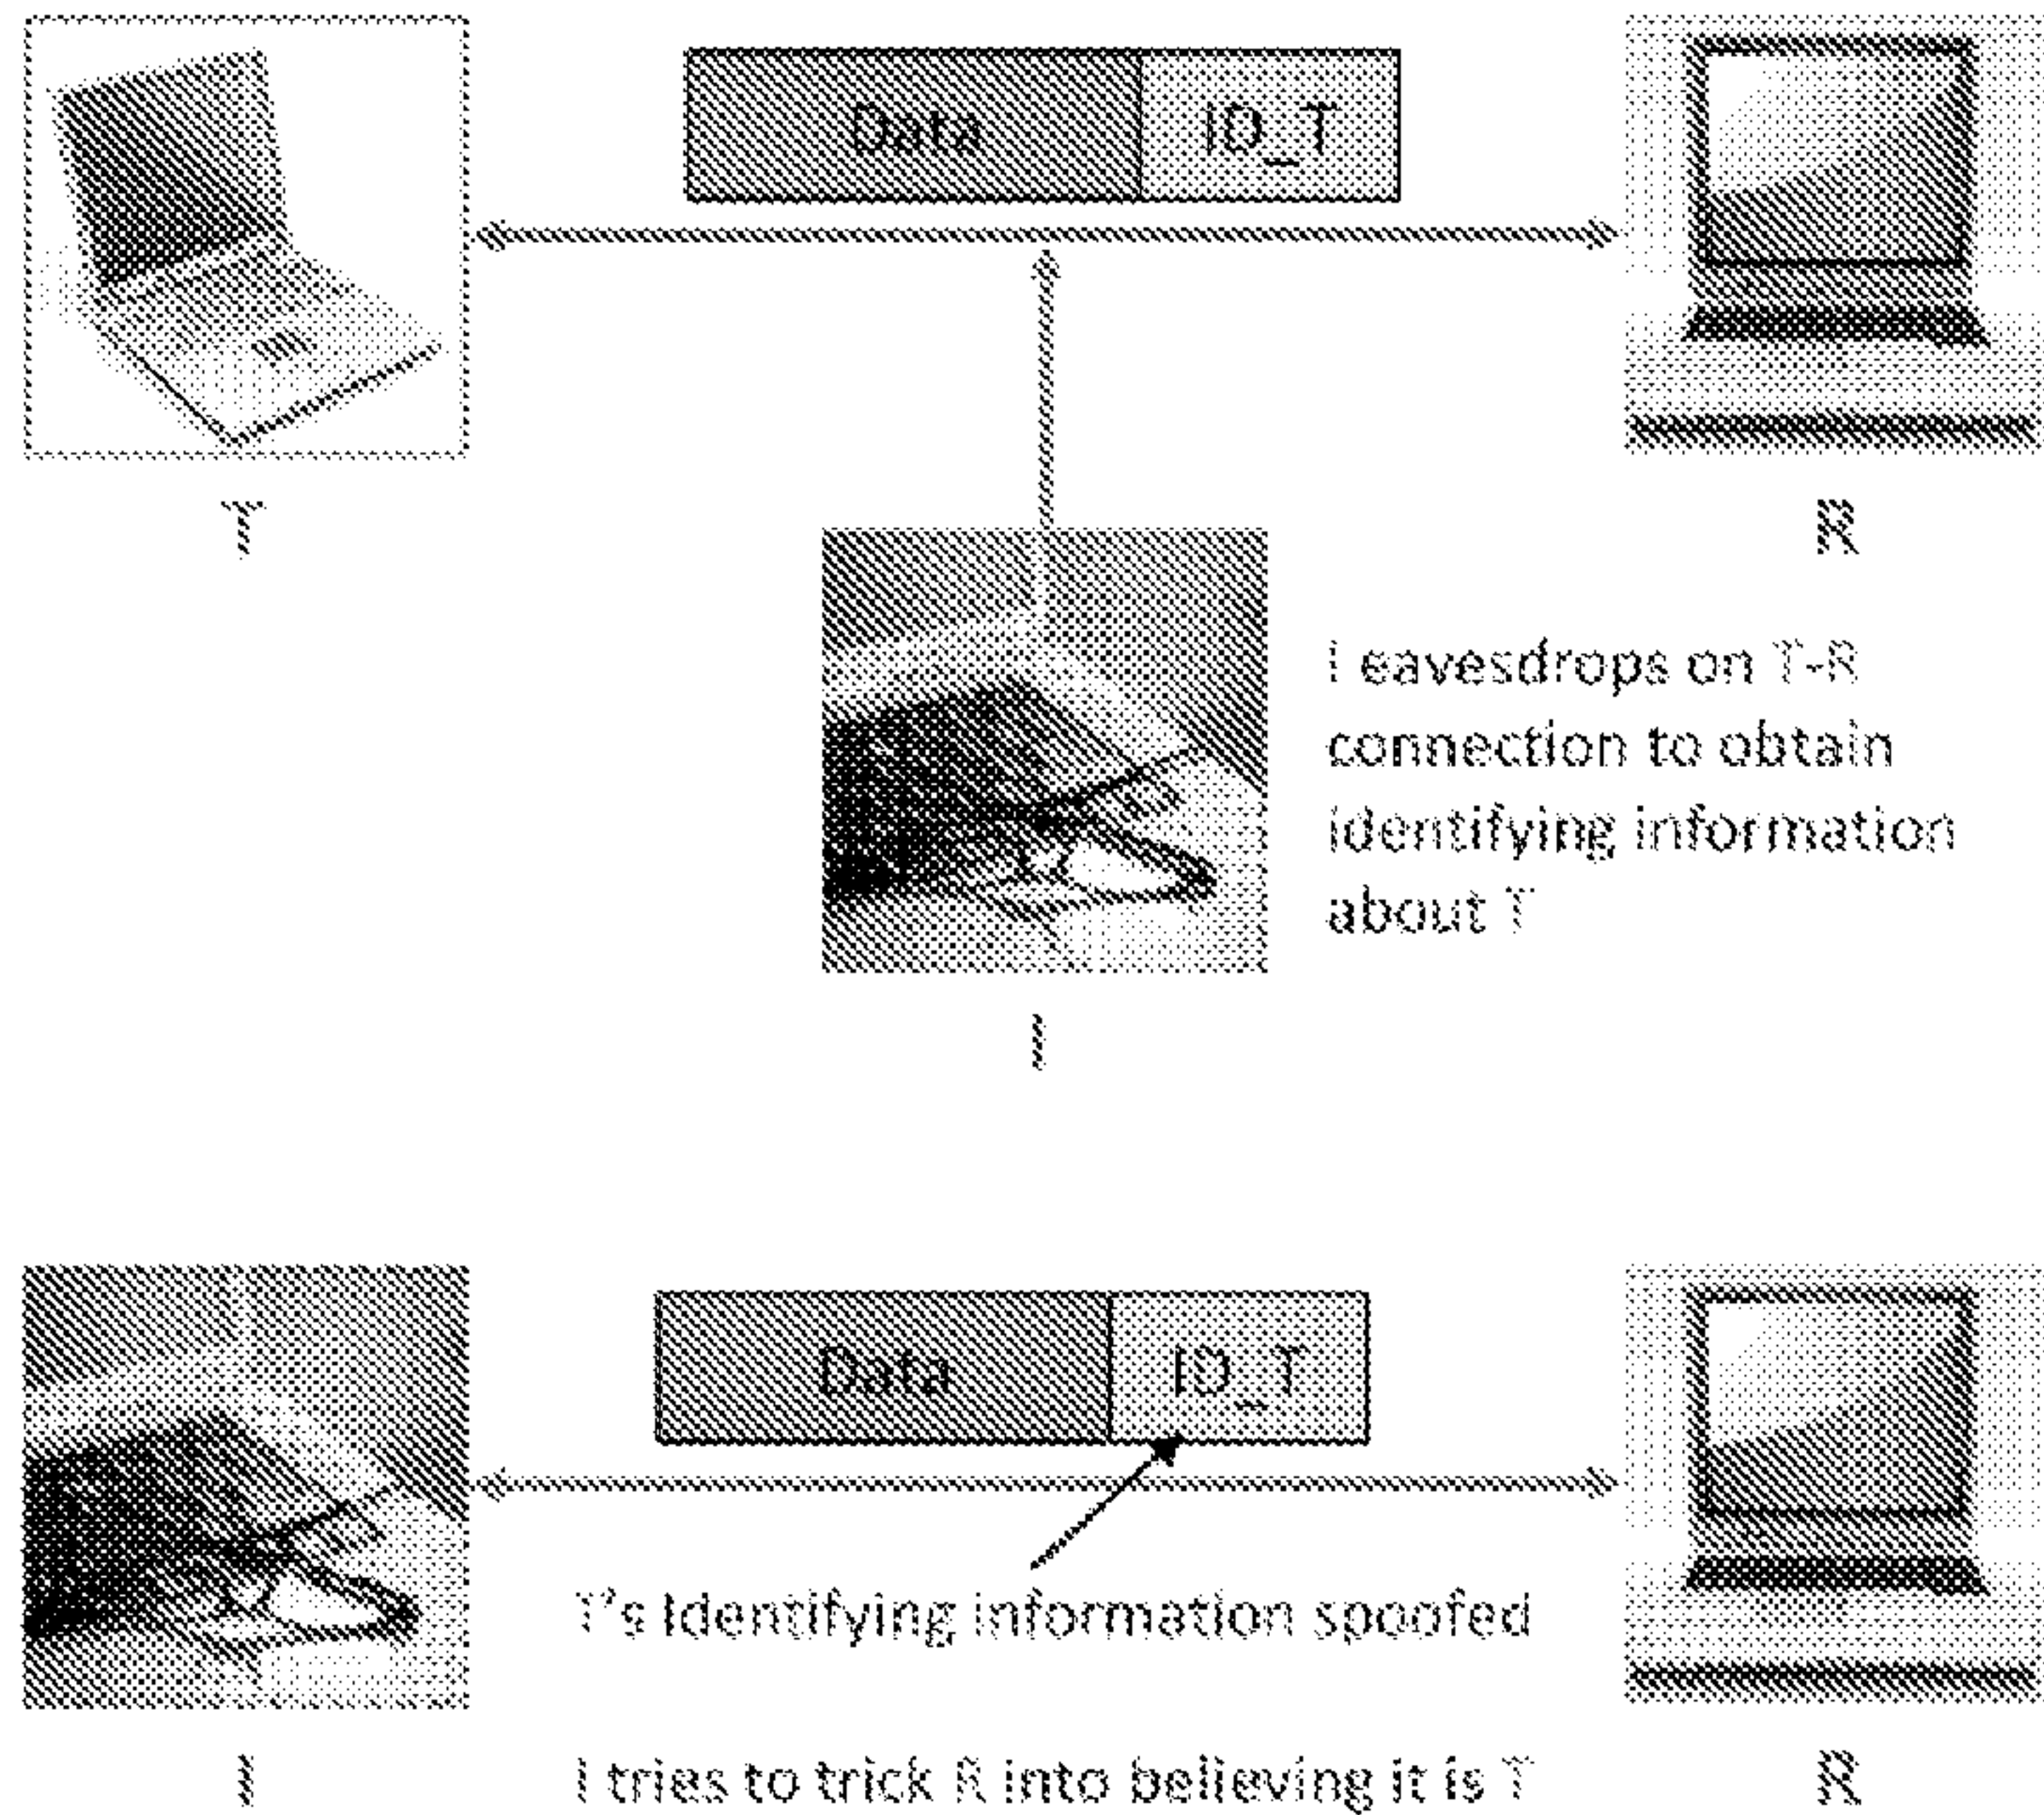 Data ID_T
T R
I eavesdrops on T-R
connection to obtain
identifying information
about T
I
Data ID_T
T's Identifying information spoofed
I R
I tries to trick R into believing it is T